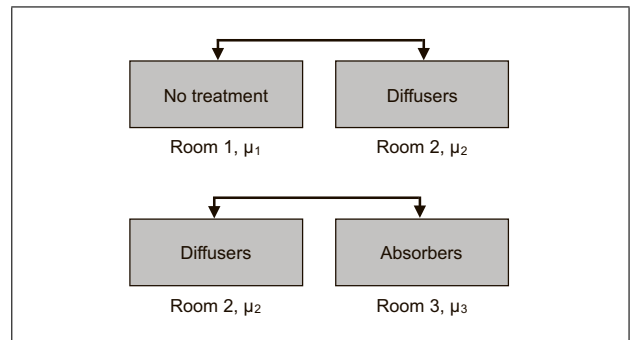 No treatment Diffusers
Room 1, μ₁ Room 2, μ₂
Diffusers Absorbers
Room 2, μ₂ Room 3, μ₃